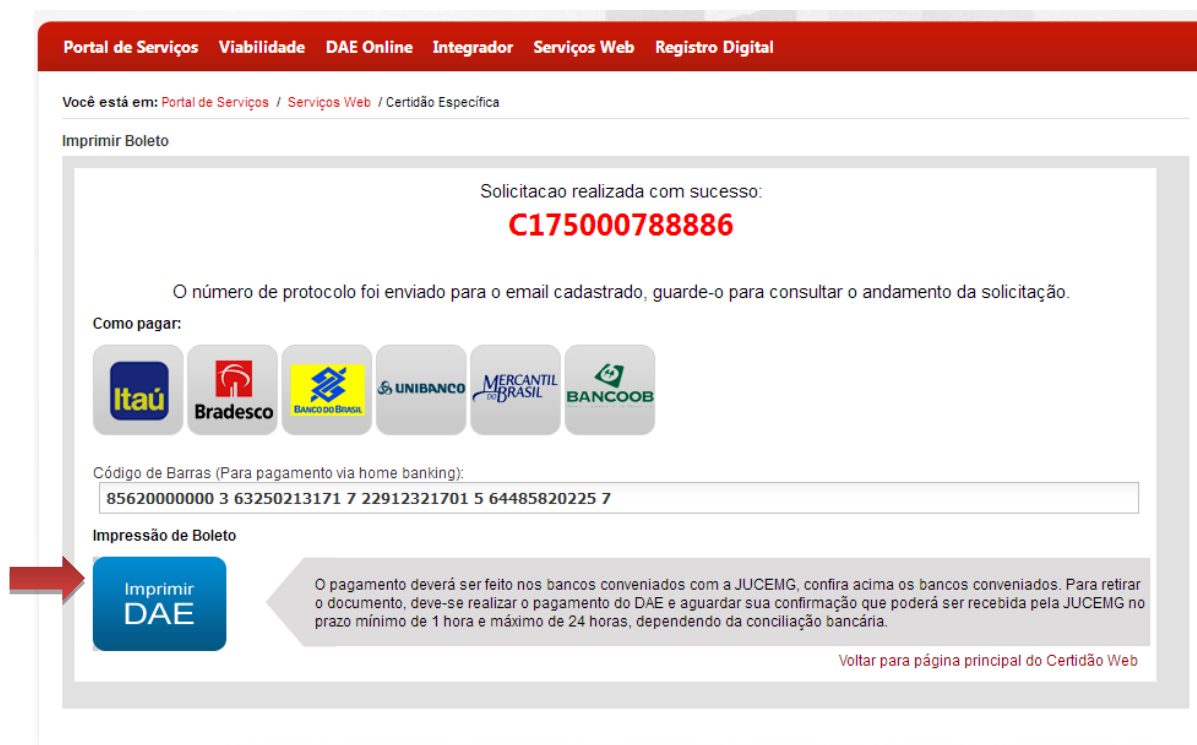 Portal de Serviços Viabilidade DAE Online Integrador Serviços Web Registro Digital
Você está em: Portal de Serviços / Serviços Web / Certidão Específica
Imprimir Boleto
Solicitacao realizada com sucesso:
C175000788886
O número de protocolo foi enviado para o email cadastrado, guarde-o para consultar o andamento da solicitação.
Como pagar:
Itaú Bradesco BANCO DO BRASIL UNIBANCO MERCANTIL DO BRASIL BANCOOB
Código de Barras (Para pagamento via home banking):
85620000000 3 63250213171 7 22912321701 5 64485820225 7
Impressão de Boleto
Imprimir
DAE
O pagamento deverá ser feito nos bancos conveniados com a JUCEMG, confira acima os bancos conveniados. Para retirar
o documento, deve-se realizar o pagamento do DAE e aguardar sua confirmação que poderá ser recebida pela JUCEMG no
prazo mínimo de 1 hora e máximo de 24 horas, dependendo da conciliação bancária.
Voltar para página principal do Certidão Web